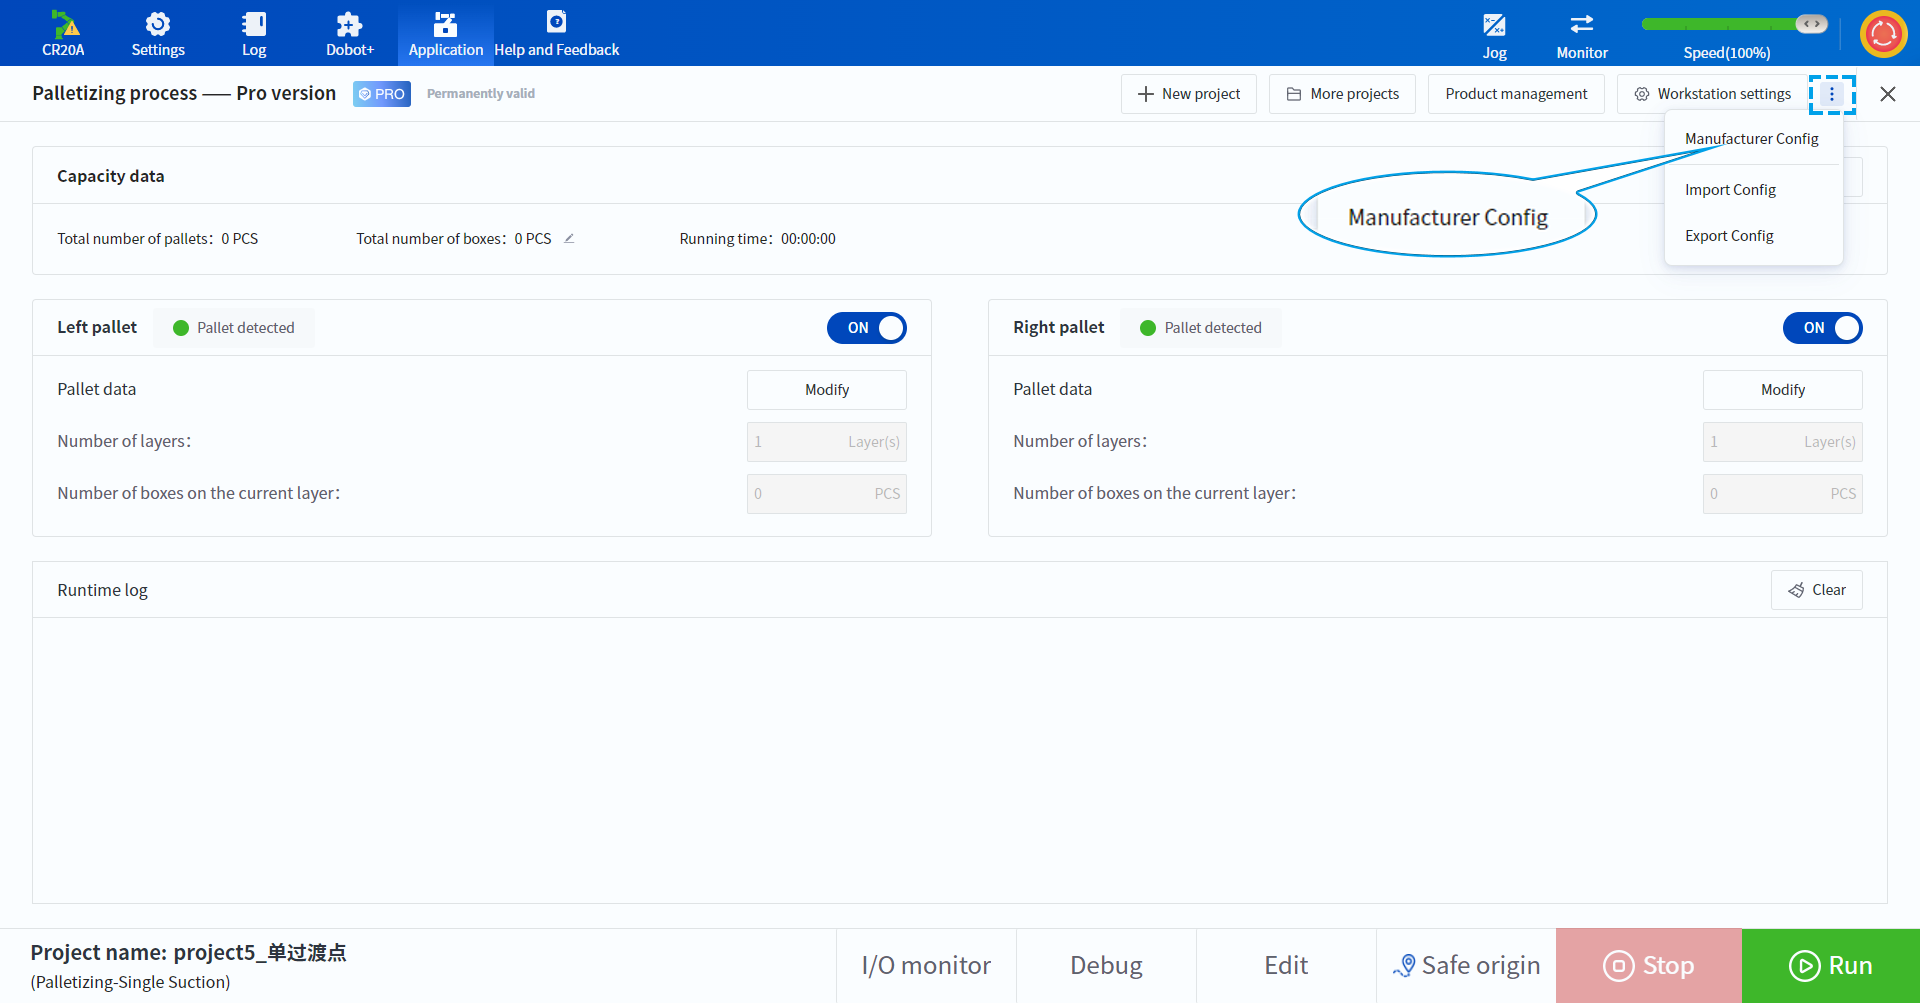 CR20A
Settings
Log
Dobot+
Application
Help and Feedback
Jog
Monitor
Speed(100%)
Palletizing process —— Pro version
PRO
Permanently valid
New project
More projects
Product management
Workstation settings
Manufacturer Config
Import Config
Export Config
Manufacturer Config
Capacity data
Total number of pallets：0 PCS
Total number of boxes：0 PCS
Running time：00:00:00
Left pallet
Pallet detected
ON
Pallet data
Modify
Number of layers：
1 Layer(s)
Number of boxes on the current layer：
0 PCS
Right pallet
Pallet detected
ON
Pallet data
Modify
Number of layers：
1 Layer(s)
Number of boxes on the current layer：
0 PCS
Runtime log
Clear
Project name: project5_单过渡点
(Palletizing-Single Suction)
I/O monitor
Debug
Edit
Safe origin
Stop
Run